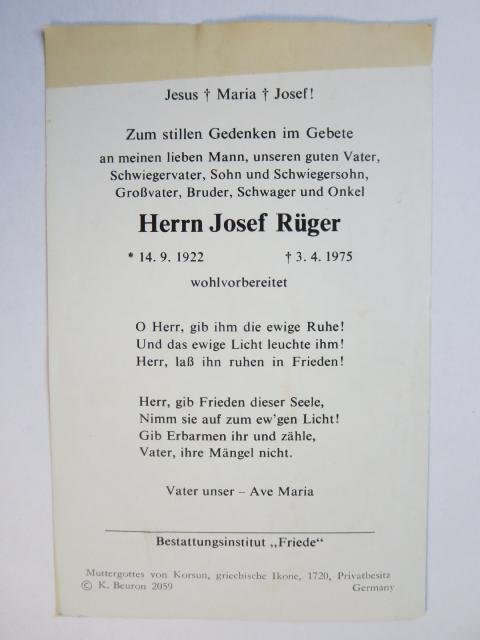 Jesus † Maria † Josef!
Zum stillen Gedenken im Gebete
an meinen lieben Mann, unseren guten Vater,
Schwiegervater, Sohn und Schwiegersohn,
Großvater, Bruder, Schwager und Onkel
Herrn Josef Rüger
* 14. 9. 1922 † 3. 4. 1975
wohlvorbereitet
O Herr, gib ihm die ewige Ruhe!
Und das ewige Licht leuchte ihm!
Herr, laß ihn ruhen in Frieden!
Herr, gib Frieden dieser Seele,
Nimm sie auf zum ew'gen Licht!
Gib Erbarmen ihr und zähle,
Vater, ihre Mängel nicht.
Vater unser – Ave Maria
Bestattungsinstitut „Friede"
Muttergottes von Korsun, griechische Ikone, 1720, Privatbesitz
© K. Beuron 2059 Germany